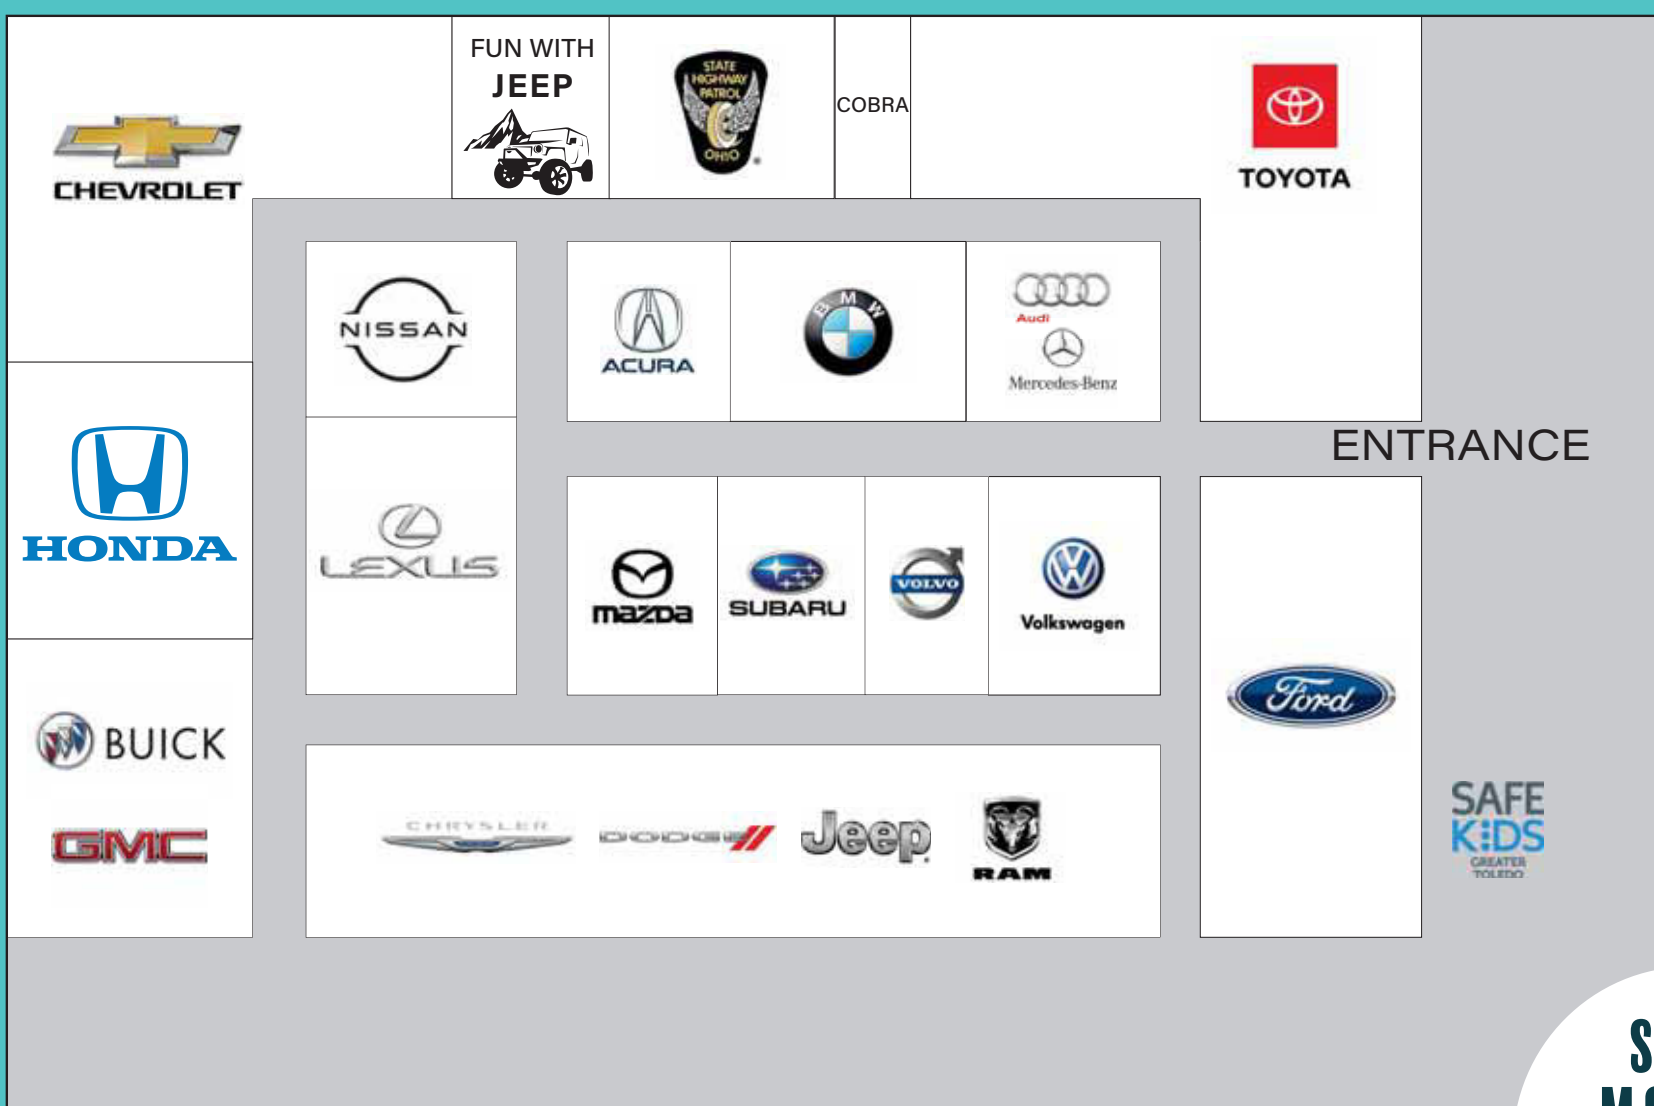 FUN WITH
JEEP
STATE
HIGHWAY
PATROL
OHIO
COBRA
TOYOTA
CHEVROLET
NISSAN
ACURA
BMW
Audi
Mercedes-Benz
ENTRANCE
HONDA
LEXUS
mazda
SUBARU
VOLVO
Volkswagen
Ford
BUICK
GMC
CHRYSLER
DODGE
Jeep
RAM
SAFE
KIDS
GREATER
TOLEDO